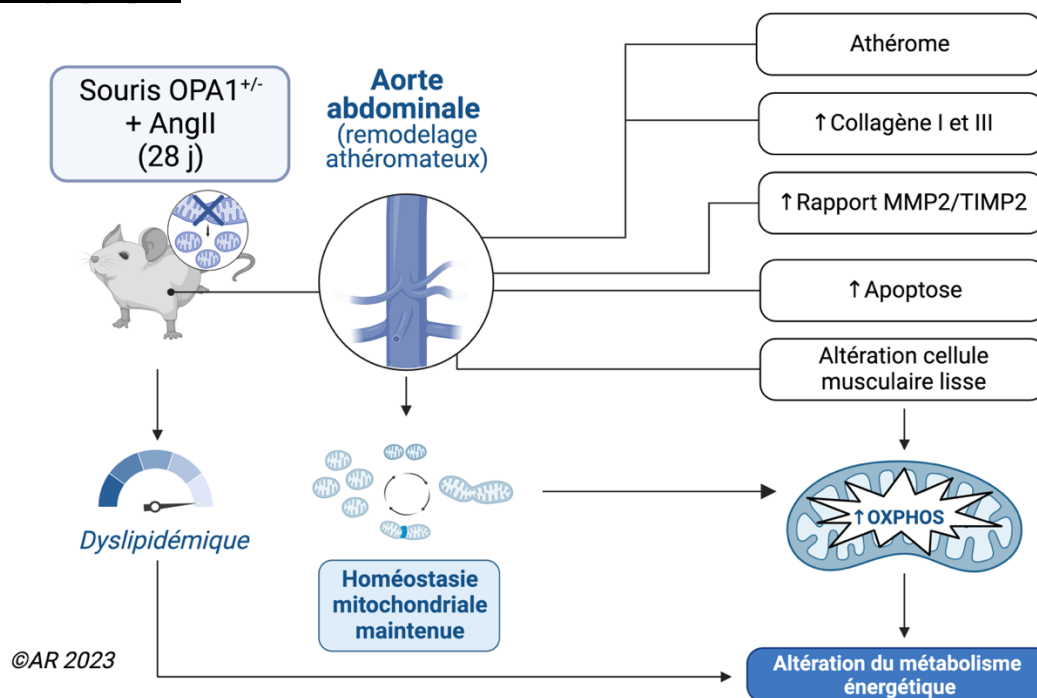 Souris OPA1+/-
+ AngII
(28 j)
Aorte
abdominale
(remodelage
athéromateux)
Athérome
↑Collagène I et III
↑Rapport MMP2/TIMP2
↑Apoptose
Altération cellule
musculaire lisse
↑OXPHOS
Dyslipidémique
Homéostasie
mitochondriale
maintenue
Altération du métabolisme
énergétique
©AR 2023